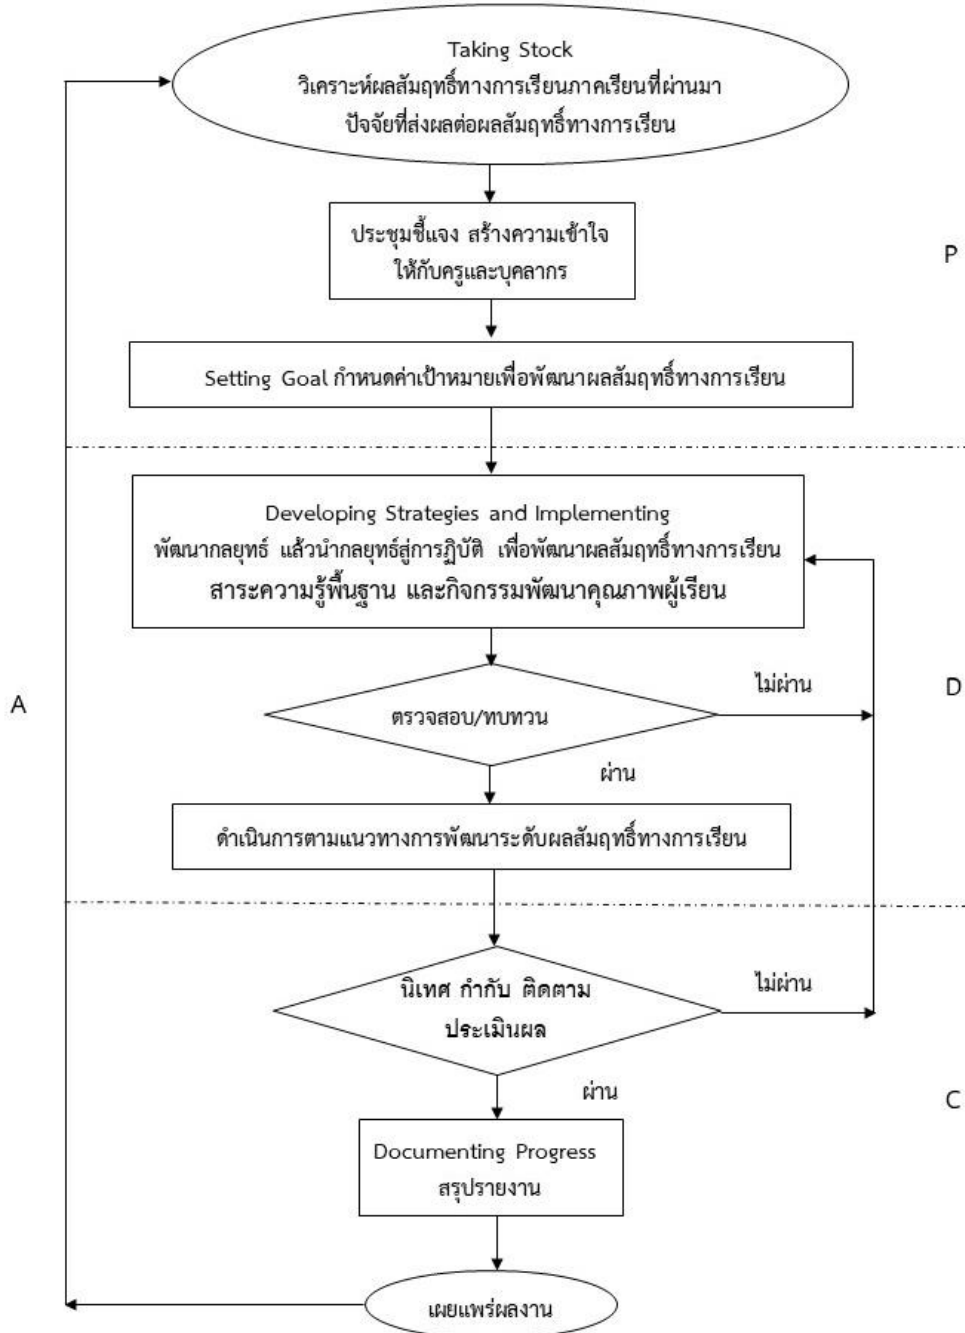 Taking Stock
วิเคราะห์ผลสัมฤทธิ์ทางการเรียนภาคเรียนที่ผ่านมา
ปัจจัยที่ส่งผลต่อผลสัมฤทธิ์ทางการเรียน
ประชุมชี้แจง สร้างความเข้าใจ
ให้กับครูและบุคลากร
P
Setting Goal กำหนดค่าเป้าหมายเพื่อพัฒนาผลสัมฤทธิ์ทางการเรียน
Developing Strategies and Implementing
พัฒนากลยุทธ์ แล้วนำกลยุทธ์สู่การฏิบัติ เพื่อพัฒนาผลสัมฤทธิ์ทางการเรียน
สาระความรู้พื้นฐาน และกิจกรรมพัฒนาคุณภาพผู้เรียน
ไม่ผ่าน
D
A
ตรวจสอบ/ทบทวน
ผ่าน
ดำเนินการตามแนวทางการพัฒนาระดับผลสัมฤทธิ์ทางการเรียน
นิเทศ กำกับ ติดตาม
ประเมินผล
ไม่ผ่าน
ผ่าน
C
Documenting Progress
สรุปรายงาน
เผยแพร่ผลงาน